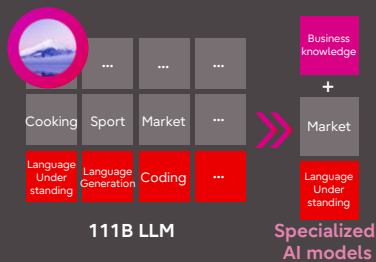 ... ... ...
Cooking Sport Market ...
Language
Under
standing
Language
Generation
Coding
...
111B LLM
Business
knowledge
+
Market
Language
Under
standing
Specialized
AI models